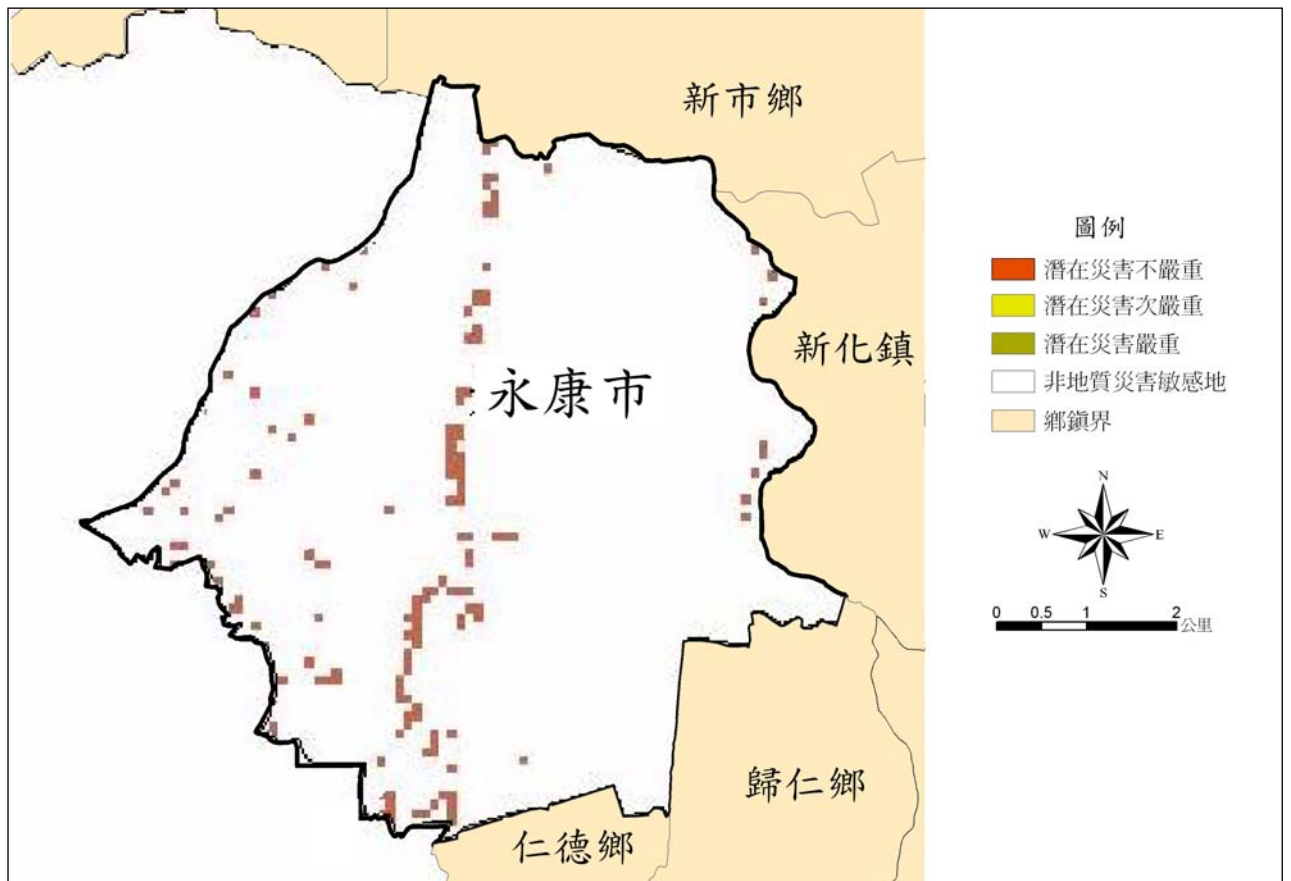 新市鄉
新化鎮
永康市
歸仁鄉
仁德鄉
圖例
潛在災害不嚴重
潛在災害次嚴重
潛在災害嚴重
非地質災害敏感地
鄉鎮界
N
W E
S
0 0.5 1 2
公里